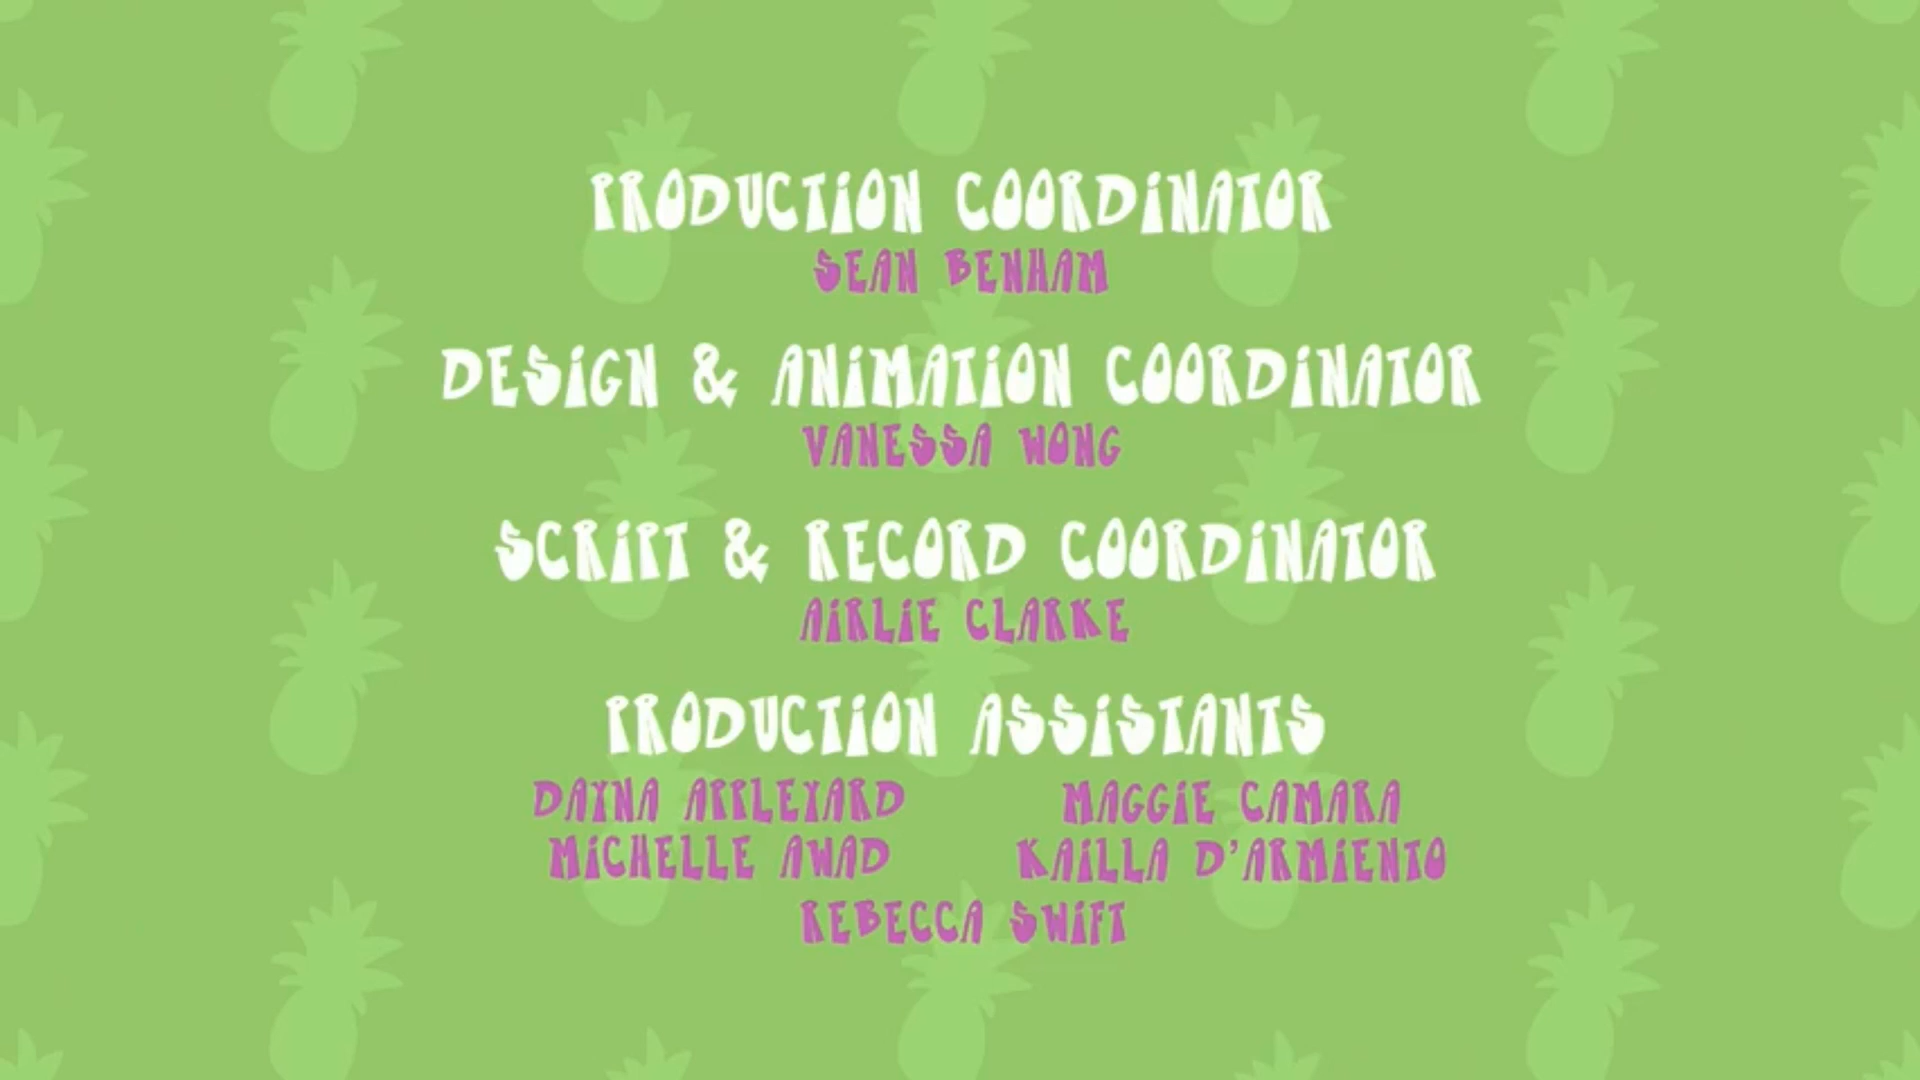 PRODUCTION COORDINATOR
SEAN BENHAM
DESIGN & ANIMATION COORDINATOR
VANESSA WONG
SCRIPT & RECORD COORDINATOR
AIRLIE CLARKE
PRODUCTION ASSISTANTS
DAYNA APPLEYARD MAGGIE CAMARA
MICHELLE AWAD KAILLA D'ARMIENTO
REBECCA SWIFT